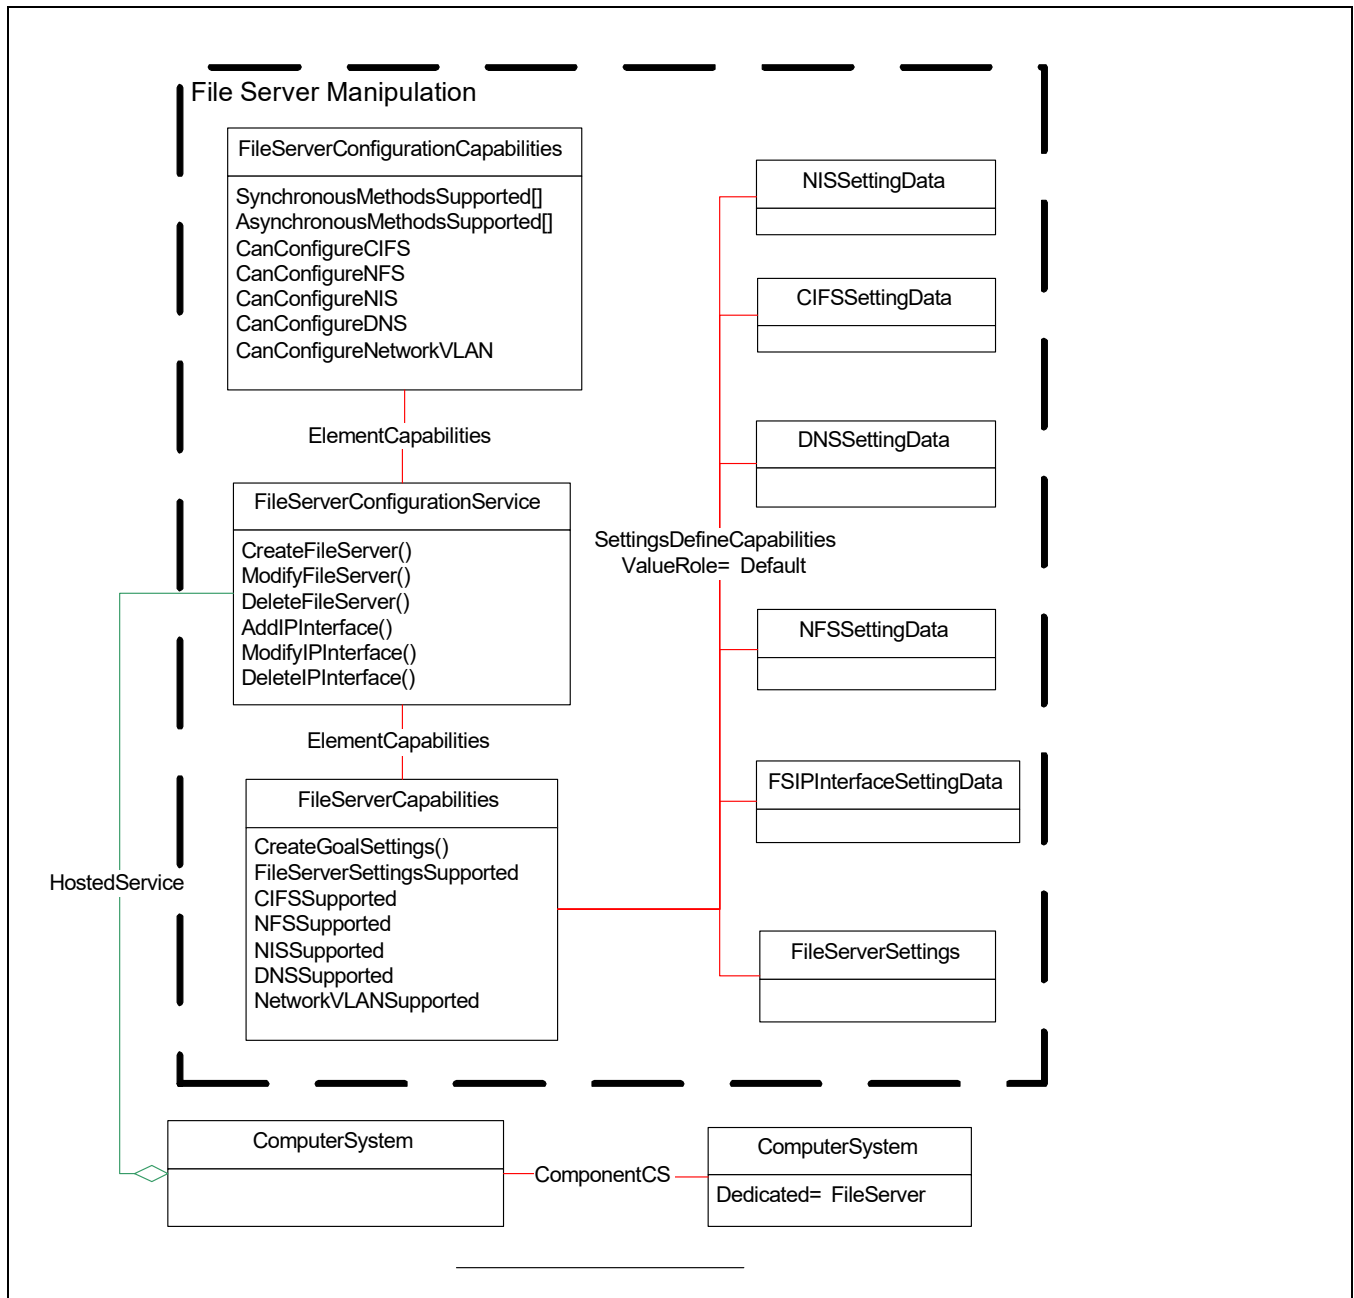 File Server Manipulation
FileServerConfigurationCapabilities
SynchronousMethodsSupported[]
AsynchronousMethodsSupported[]
CanConfigureCIFS
CanConfigureNFS
CanConfigureNIS
CanConfigureDNS
CanConfigureNetworkVLAN
ElementCapabilities
FileServerConfigurationService
CreateFileServer()
ModifyFileServer()
DeleteFileServer()
AddIPInterface()
ModifyIPInterface()
DeleteIPInterface()
ElementCapabilities
FileServerCapabilities
CreateGoalSettings()
FileServerSettingsSupported
CIFSSupported
NFSSupported
NISSupported
DNSSupported
NetworkVLANSupported
HostedService
NISSettingData
CIFSSettingData
DNSSettingData
SettingsDefineCapabilities
ValueRole= Default
NFSSettingData
FSIPInterfaceSettingData
FileServerSettings
ComputerSystem
ComponentCS
ComputerSystem
Dedicated= FileServer